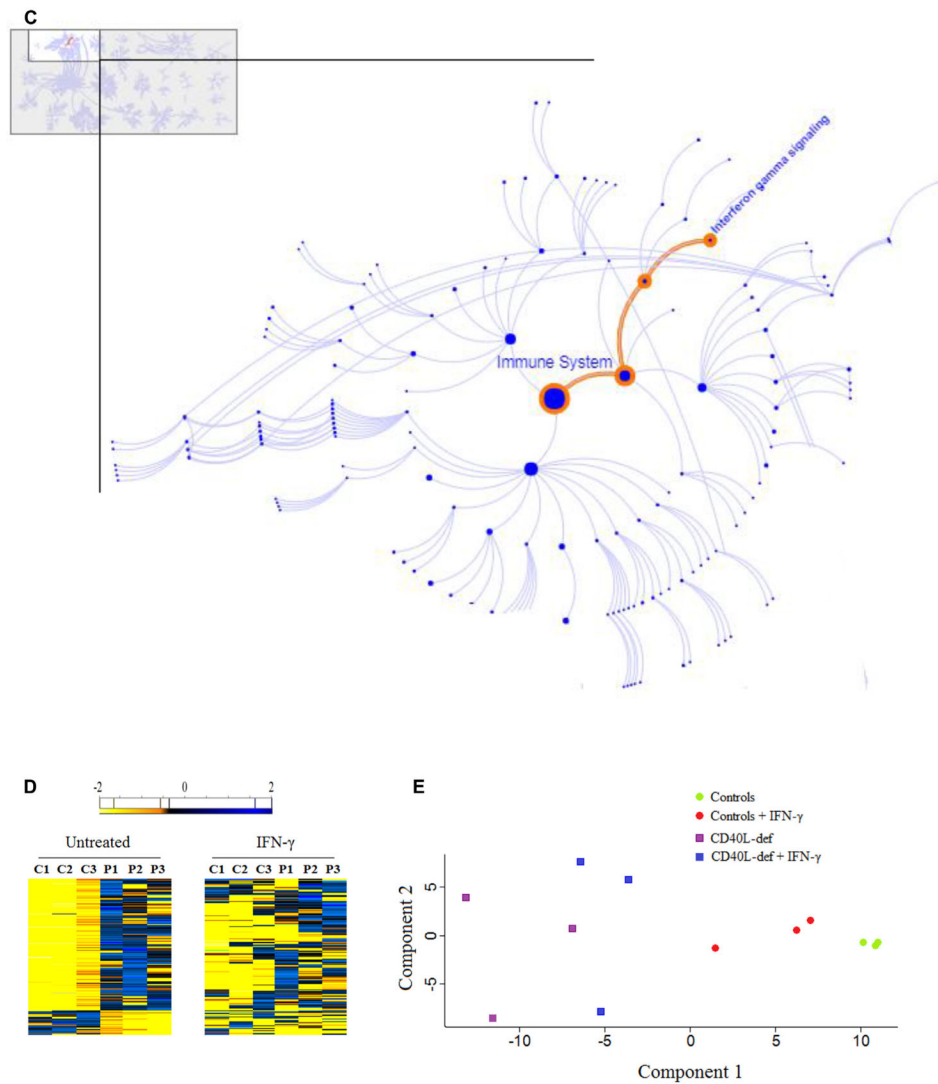 C
Interferon gamma signaling
Immune System
D
-2 0 2
Untreated
C1 C2 C3 P1 P2 P3
IFN-γ
C1 C2 C3 P1 P2 P3
E
Controls
Controls + IFN-γ
CD40L-def
CD40L-def + IFN-γ
Component 2
5
0
-5
-10 -5 0 5 10
Component 1